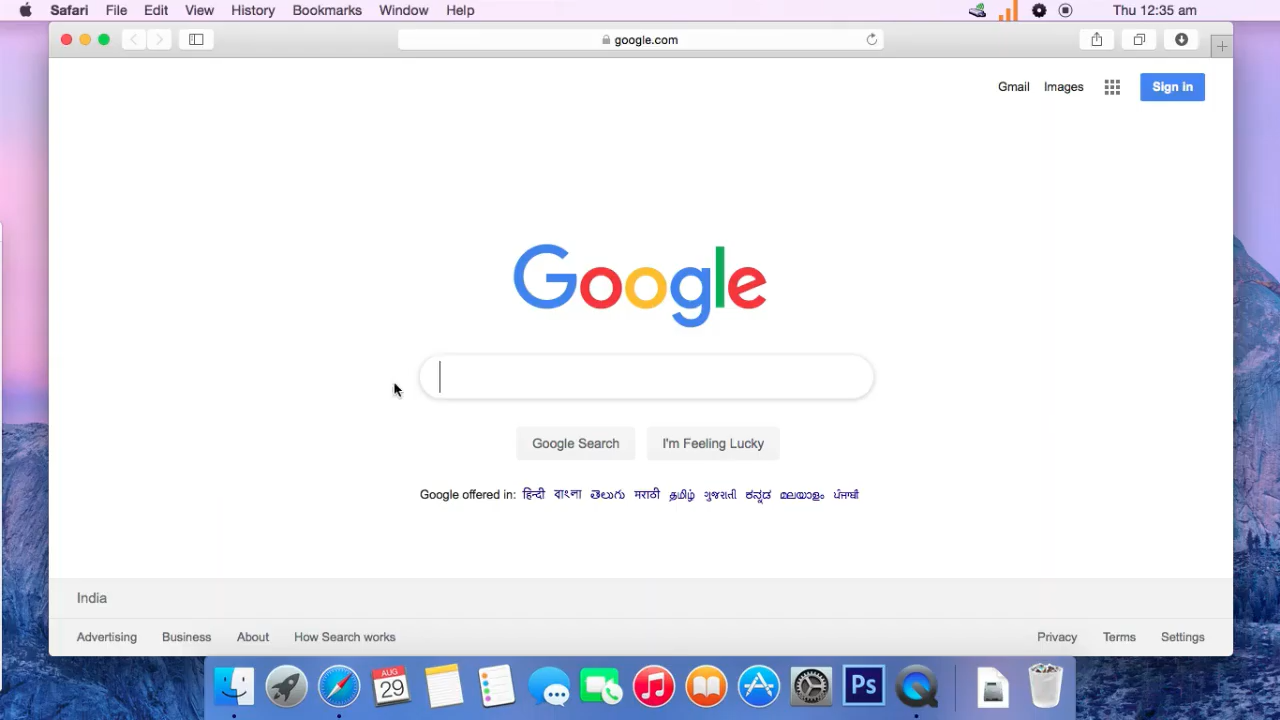 Safari File Edit View History Bookmarks Window Help Thu 12:35 am
google.com
Gmail Images Sign in
Google
Google Search I'm Feeling Lucky
Google offered in: हिन्दी বাংলা తెలుగు मराठी தமிழ் ગુજરાતી ಕನ್ನಡ മലയാളം ਪੰਜਾਬੀ
India
Advertising Business About How Search works Privacy Terms Settings
AUG
29
Ps